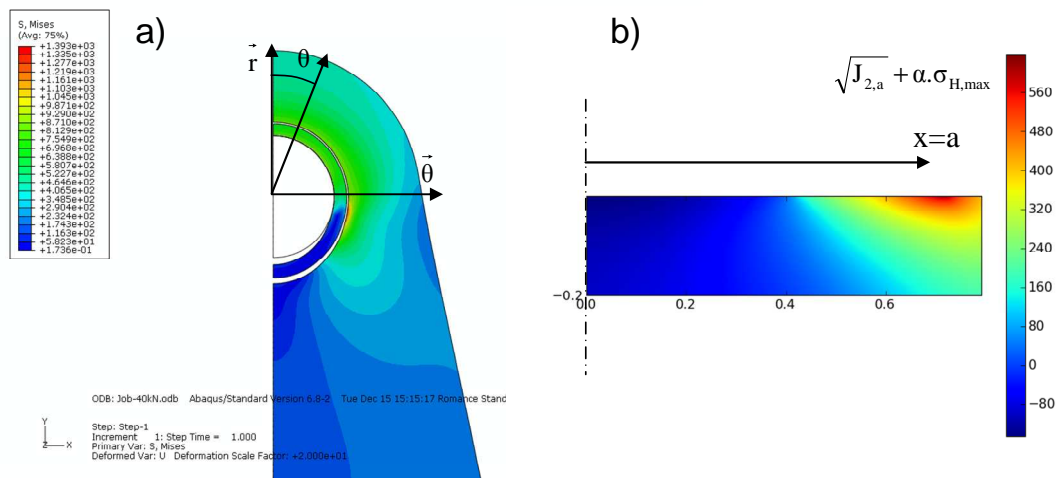 S, Mises
(Avg: 75%)
+1.393e+03
+1.335e+03
+1.277e+03
+1.219e+03
+1.161e+03
+1.103e+03
+1.045e+03
+9.871e+02
+9.290e+02
+8.710e+02
+8.129e+02
+7.549e+02
+6.968e+02
+6.388e+02
+5.807e+02
+5.227e+02
+4.646e+02
+4.065e+02
+3.485e+02
+2.904e+02
+2.324e+02
+1.743e+02
+1.162e+02
+5.823e+01
+1.736e-01
a)
r
θ
θ
ODB: Job-40kN.odb Abaqus/Standard Version 6.8-2 Tue Dec 15 15:15:17 Romance Stand
Step: Step-1
Increment 1: Step Time = 1.000
Primary Var: S, Mises
Deformed Var: U Deformation Scale Factor: +2.000e+01
Y
Z X
b)
√J2,a + α.σH,max
x=a
-0.2
0.0 0.2 0.4 0.6
560
480
400
320
240
160
80
0
−80